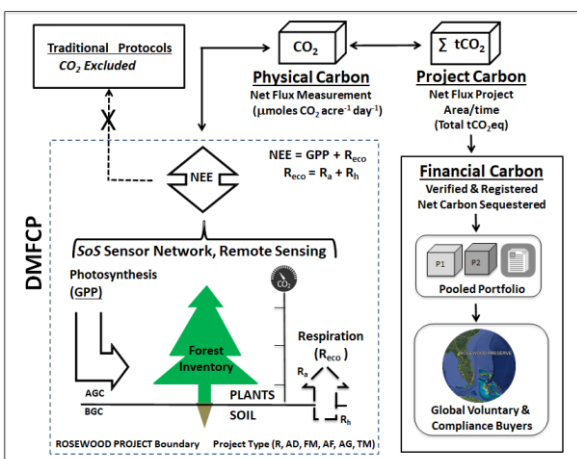 Traditional Protocols
CO₂ Excluded
X
CO₂
Physical Carbon
Net Flux Measurement
(µmoles CO₂ acre⁻¹ day⁻¹)
∑ tCO₂
Project Carbon
Net Flux Project
Area/time
(Total tCO₂eq)
DMFCP
NEE
NEE = GPP + Reco
Reco = Ra + Rh
SoS Sensor Network, Remote Sensing
Photosynthesis
(GPP)
CO₂
Forest
Inventory
Respiration
(Reco )
Ra
AGC
PLANTS
BGC
SOIL
Rh
ROSEWOOD PROJECT Boundary
Project Type (R, AD, FM, AF, AG, TM)
Financial Carbon
Verified & Registered
Net Carbon Sequestered
P1
P2
Pooled Portfolio
ROSEWOOD PRESERVE
Global Voluntary &
Compliance Buyers